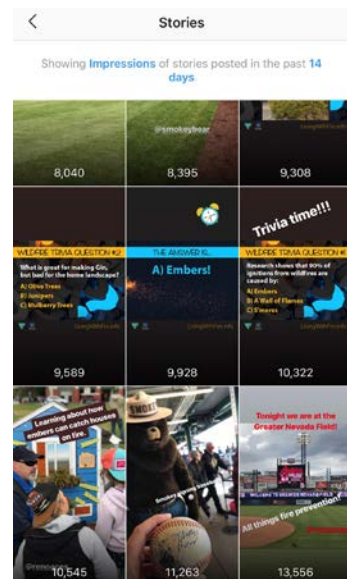 Stories
Showing Impressions of stories posted in the past 14
days
@smokeybear
8,040
8,395
9,308
Trivia time!!!
WILDFIRE TRIVIA QUESTION #2
What is great for making Gin,
but bad for the home landscape?
A) Olive Trees
B) Junipers
C) Mulberry Trees
THE ANSWER IS...
A) Embers!
WILDFIRE TRIVIA QUESTION #1
Research shows that 90% of
ignitions from wildfires are
caused by:
A) Embers
B) A Wall of Flames
C) S'mores
9,589
9,928
10,322
Learning about how
embers can catch houses
on fire.
SMOKEY
Tonight we are at the
Greater Nevada Field!
All things fire prevention!
10,545
11,263
13,556